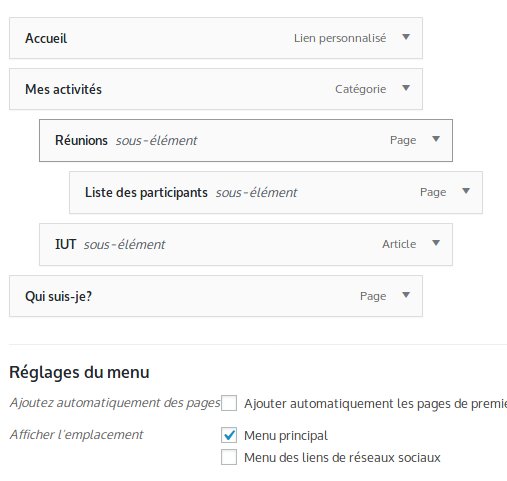 Accueil Lien personnalisé
Mes activités Catégorie
Réunions sous-élément Page
Liste des participants sous-élément Page
IUT sous-élément Article
Qui suis-je? Page
Réglages du menu
Ajoutez automatiquement des pages Ajouter automatiquement les pages de premie
Afficher l'emplacement Menu principal
Menu des liens de réseaux sociaux